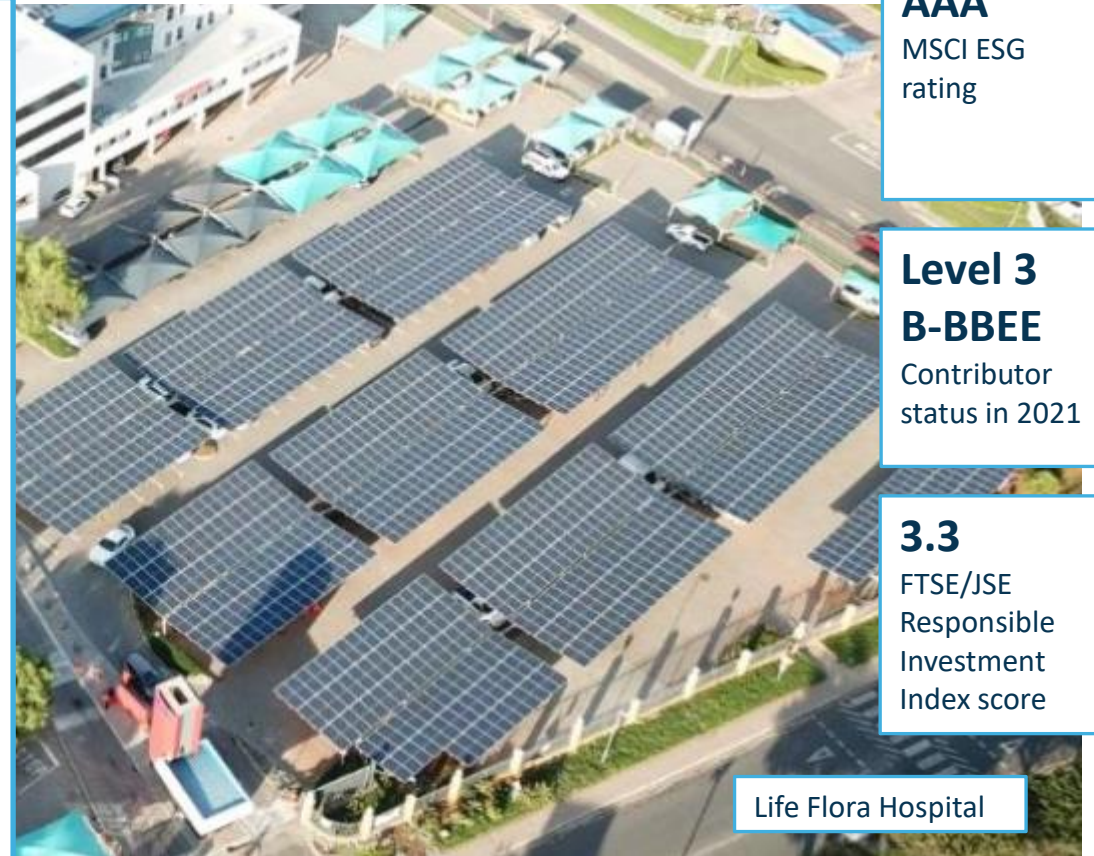 AAA
MSCI ESG
rating
Level 3
B-BBEE
Contributor
status in 2021
3.3
FTSE/JSE
Responsible
Investment
Index score
Life Flora Hospital